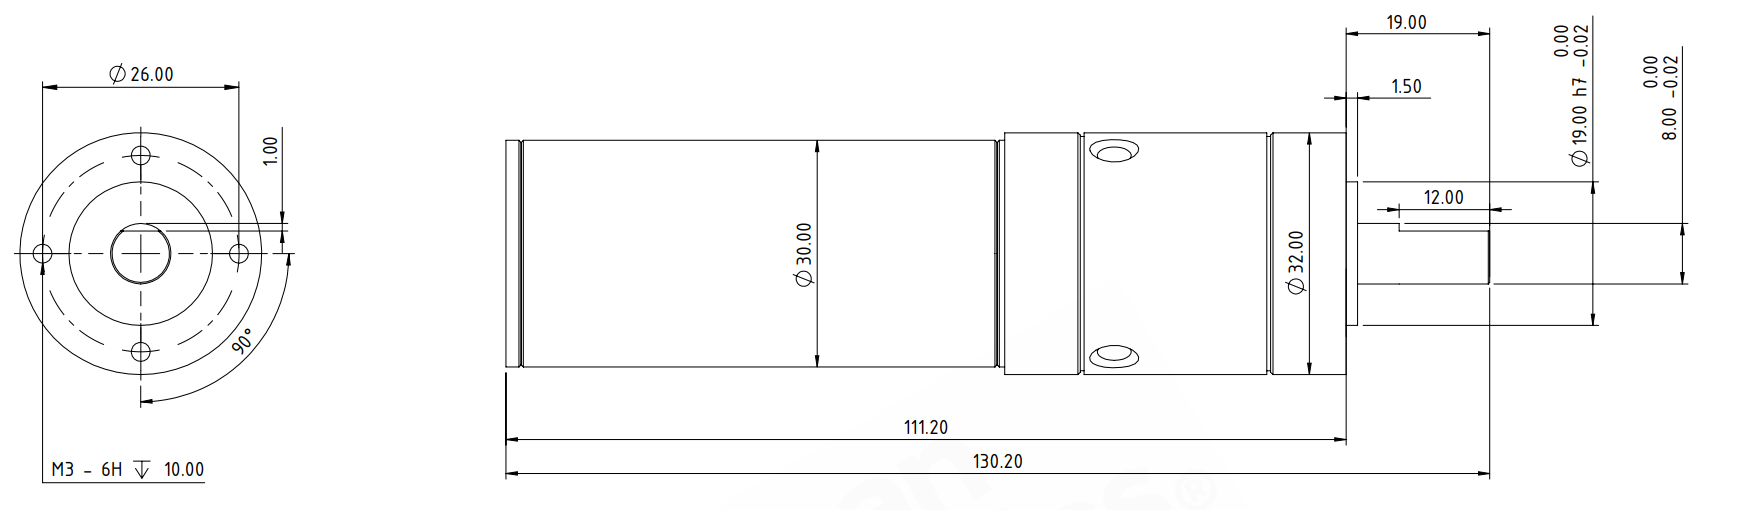 Ø 26.00
1.00
90°
M3 - 6H ↧ 10.00
Ø 30.00
Ø 32.00
19.00
1.50
12.00
Ø 19.00 h7 0.00 -0.02
8.00 0.00 -0.02
111.20
130.20
®